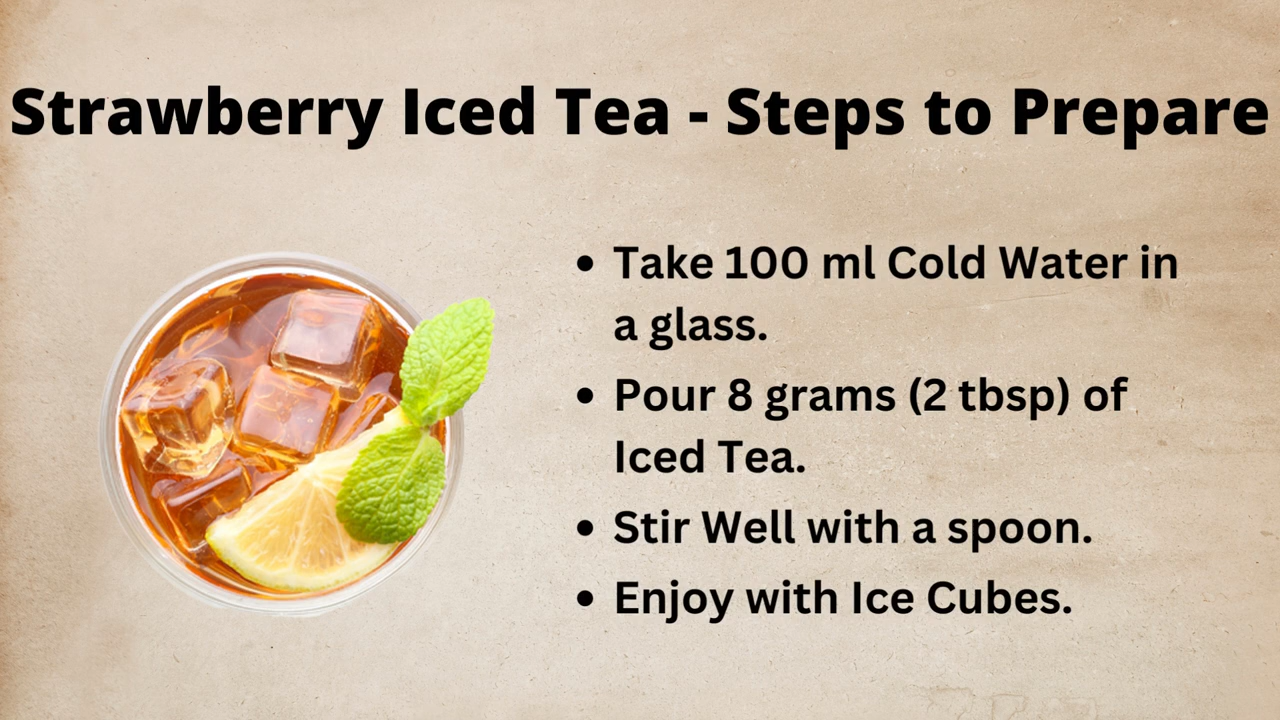 Strawberry Iced Tea - Steps to Prepare
• Take 100 ml Cold Water in
a glass.
• Pour 8 grams (2 tbsp) of
Iced Tea.
• Stir Well with a spoon.
• Enjoy with Ice Cubes.